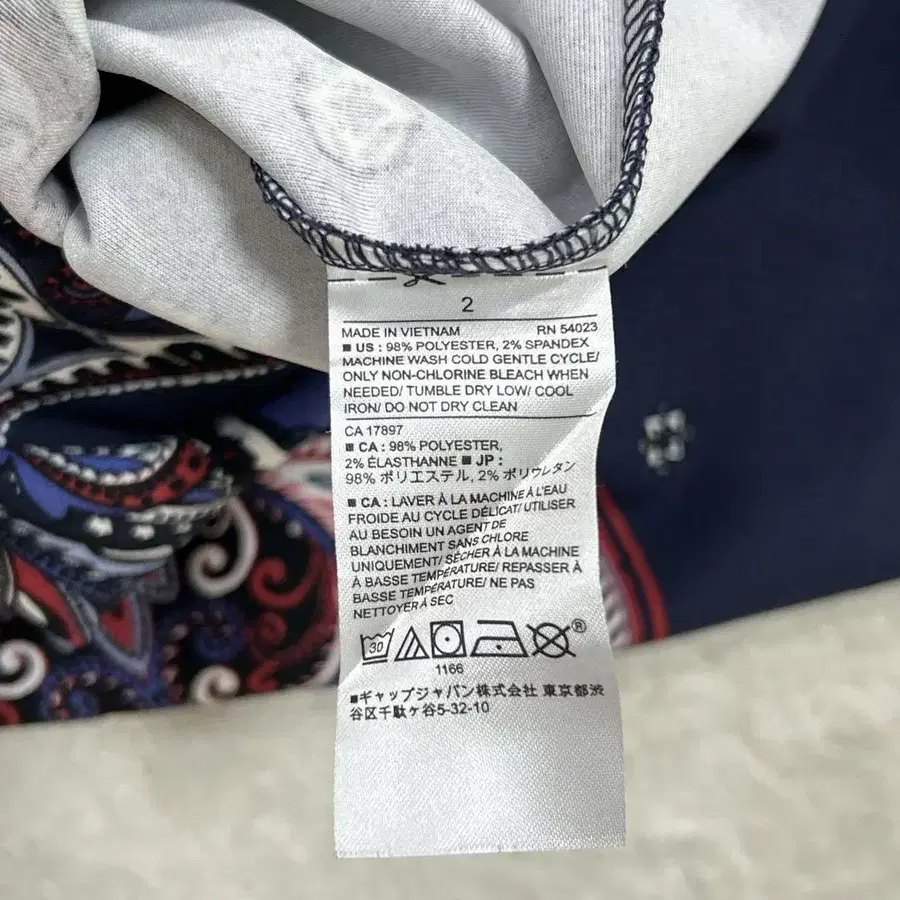 2
MADE IN VIETNAM RN 54023
■ US : 98% POLYESTER, 2% SPANDEX
MACHINE WASH COLD GENTLE CYCLE/
ONLY NON-CHLORINE BLEACH WHEN
NEEDED/ TUMBLE DRY LOW/ COOL
IRON/ DO NOT DRY CLEAN
CA 17897
■ CA : 98% POLYESTER,
2% ÉLASTHANNE ■ JP :
98% ポリエステル, 2% ポリウレタン
■ CA : LAVER À LA MACHINE À L'EAU
FROIDE AU CYCLE DÉLICAT/ UTILISER
AU BESOIN UN AGENT DE
BLANCHIMENT SANS CHLORE
UNIQUEMENT/ SÉCHER À LA MACHINE
À BASSE TEMPÉRATURE/ REPASSER À
À BASSE TEMPÉRATURE/ NE PAS
NETTOYER À SEC
30 ®
1166
■ギャップジャパン株式会社 東京都渋
谷区千駄ヶ谷5-32-10